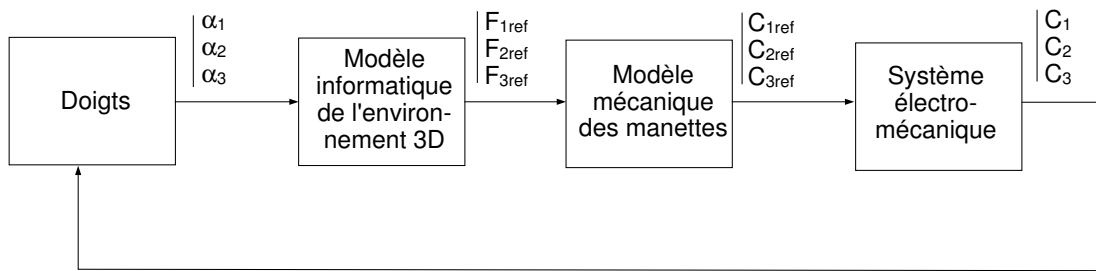 Doigts
α1
α2
α3
Modèle
informatique
de l'environ-
nement 3D
F1ref
F2ref
F3ref
Modèle
mécanique
des manettes
C1ref
C2ref
C3ref
Système
électro-
mécanique
C1
C2
C3